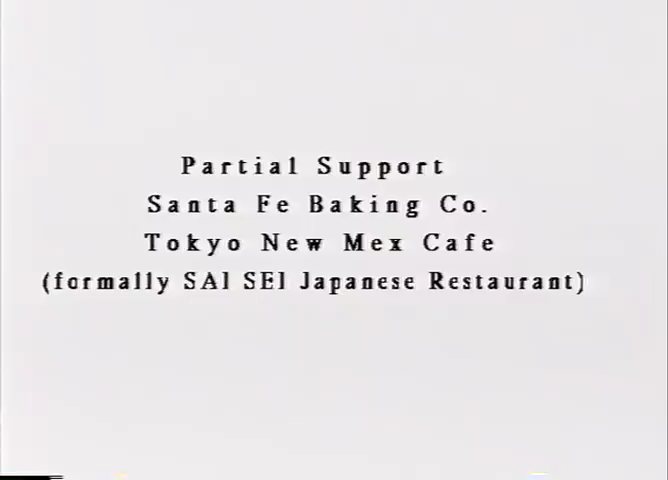 Partial Support
Santa Fe Baking Co.
Tokyo New Mex Cafe
(formally SAI SEI Japanese Restaurant)